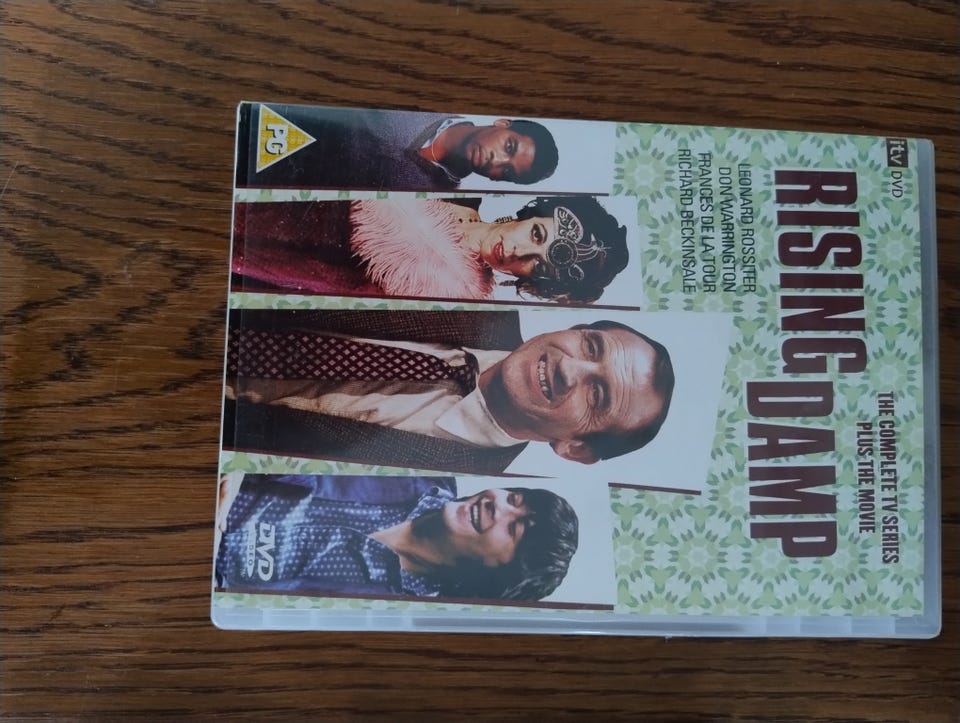 itv DVD
THE COMPLETE TV SERIES
PLUS THE MOVIE
RISING DAMP
LEONARD ROSSITER
DON WARRINGTON
FRANCES DE LA TOUR
RICHARD BECKINSALE
PG
DVD